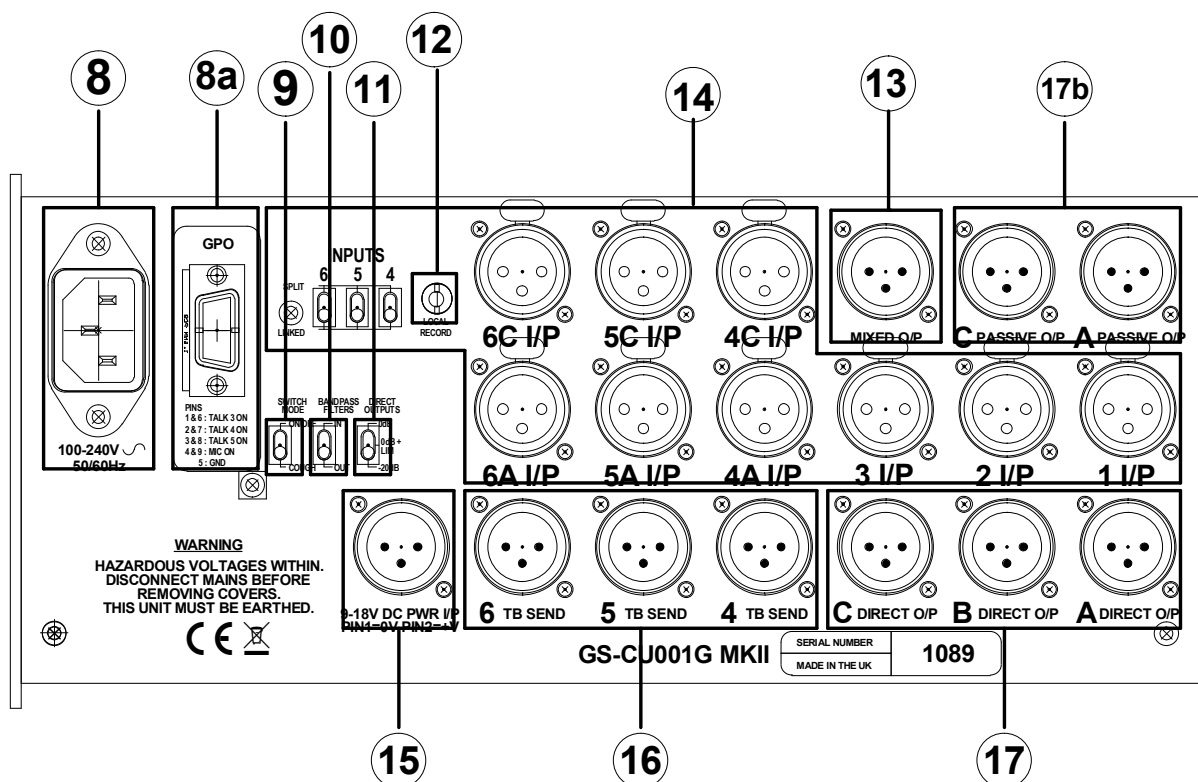 8
8a
9
10
11
12
14
13
17b
GPO
PINS
1 & 6 : TALK 3 ON
2 & 7 : TALK 4 ON
3 & 8 : TALK 5 ON
4 & 9 : MIC ON
5 : GND
100-240V
50/60Hz
NPUTS
6 5 4
SPLIT
LINKED
LOCAL
RECORD
SWITCH
MODE
ON/OFF
COUGH
BANDPASS
FILTERS
IN
OUT
DIRECT
OUTPUTS
0dB
0dB +
LIM
-20dB
6C I/P
5C I/P
4C I/P
MIXED O/P
C PASSIVE O/P
A PASSIVE O/P
6A I/P
5A I/P
4A I/P
3 I/P
2 I/P
1 I/P
WARNING
HAZARDOUS VOLTAGES WITHIN.
DISCONNECT MAINS BEFORE
REMOVING COVERS.
THIS UNIT MUST BE EARTHED.
CE
9-18V DC PWR I/P
PIN1=0V PIN2=+V
6 TB SEND
5 TB SEND
4 TB SEND
C DIRECT O/P
B DIRECT O/P
A DIRECT O/P
GS-CU001G MKII
SERIAL NUMBER
MADE IN THE UK
1089
15
16
17